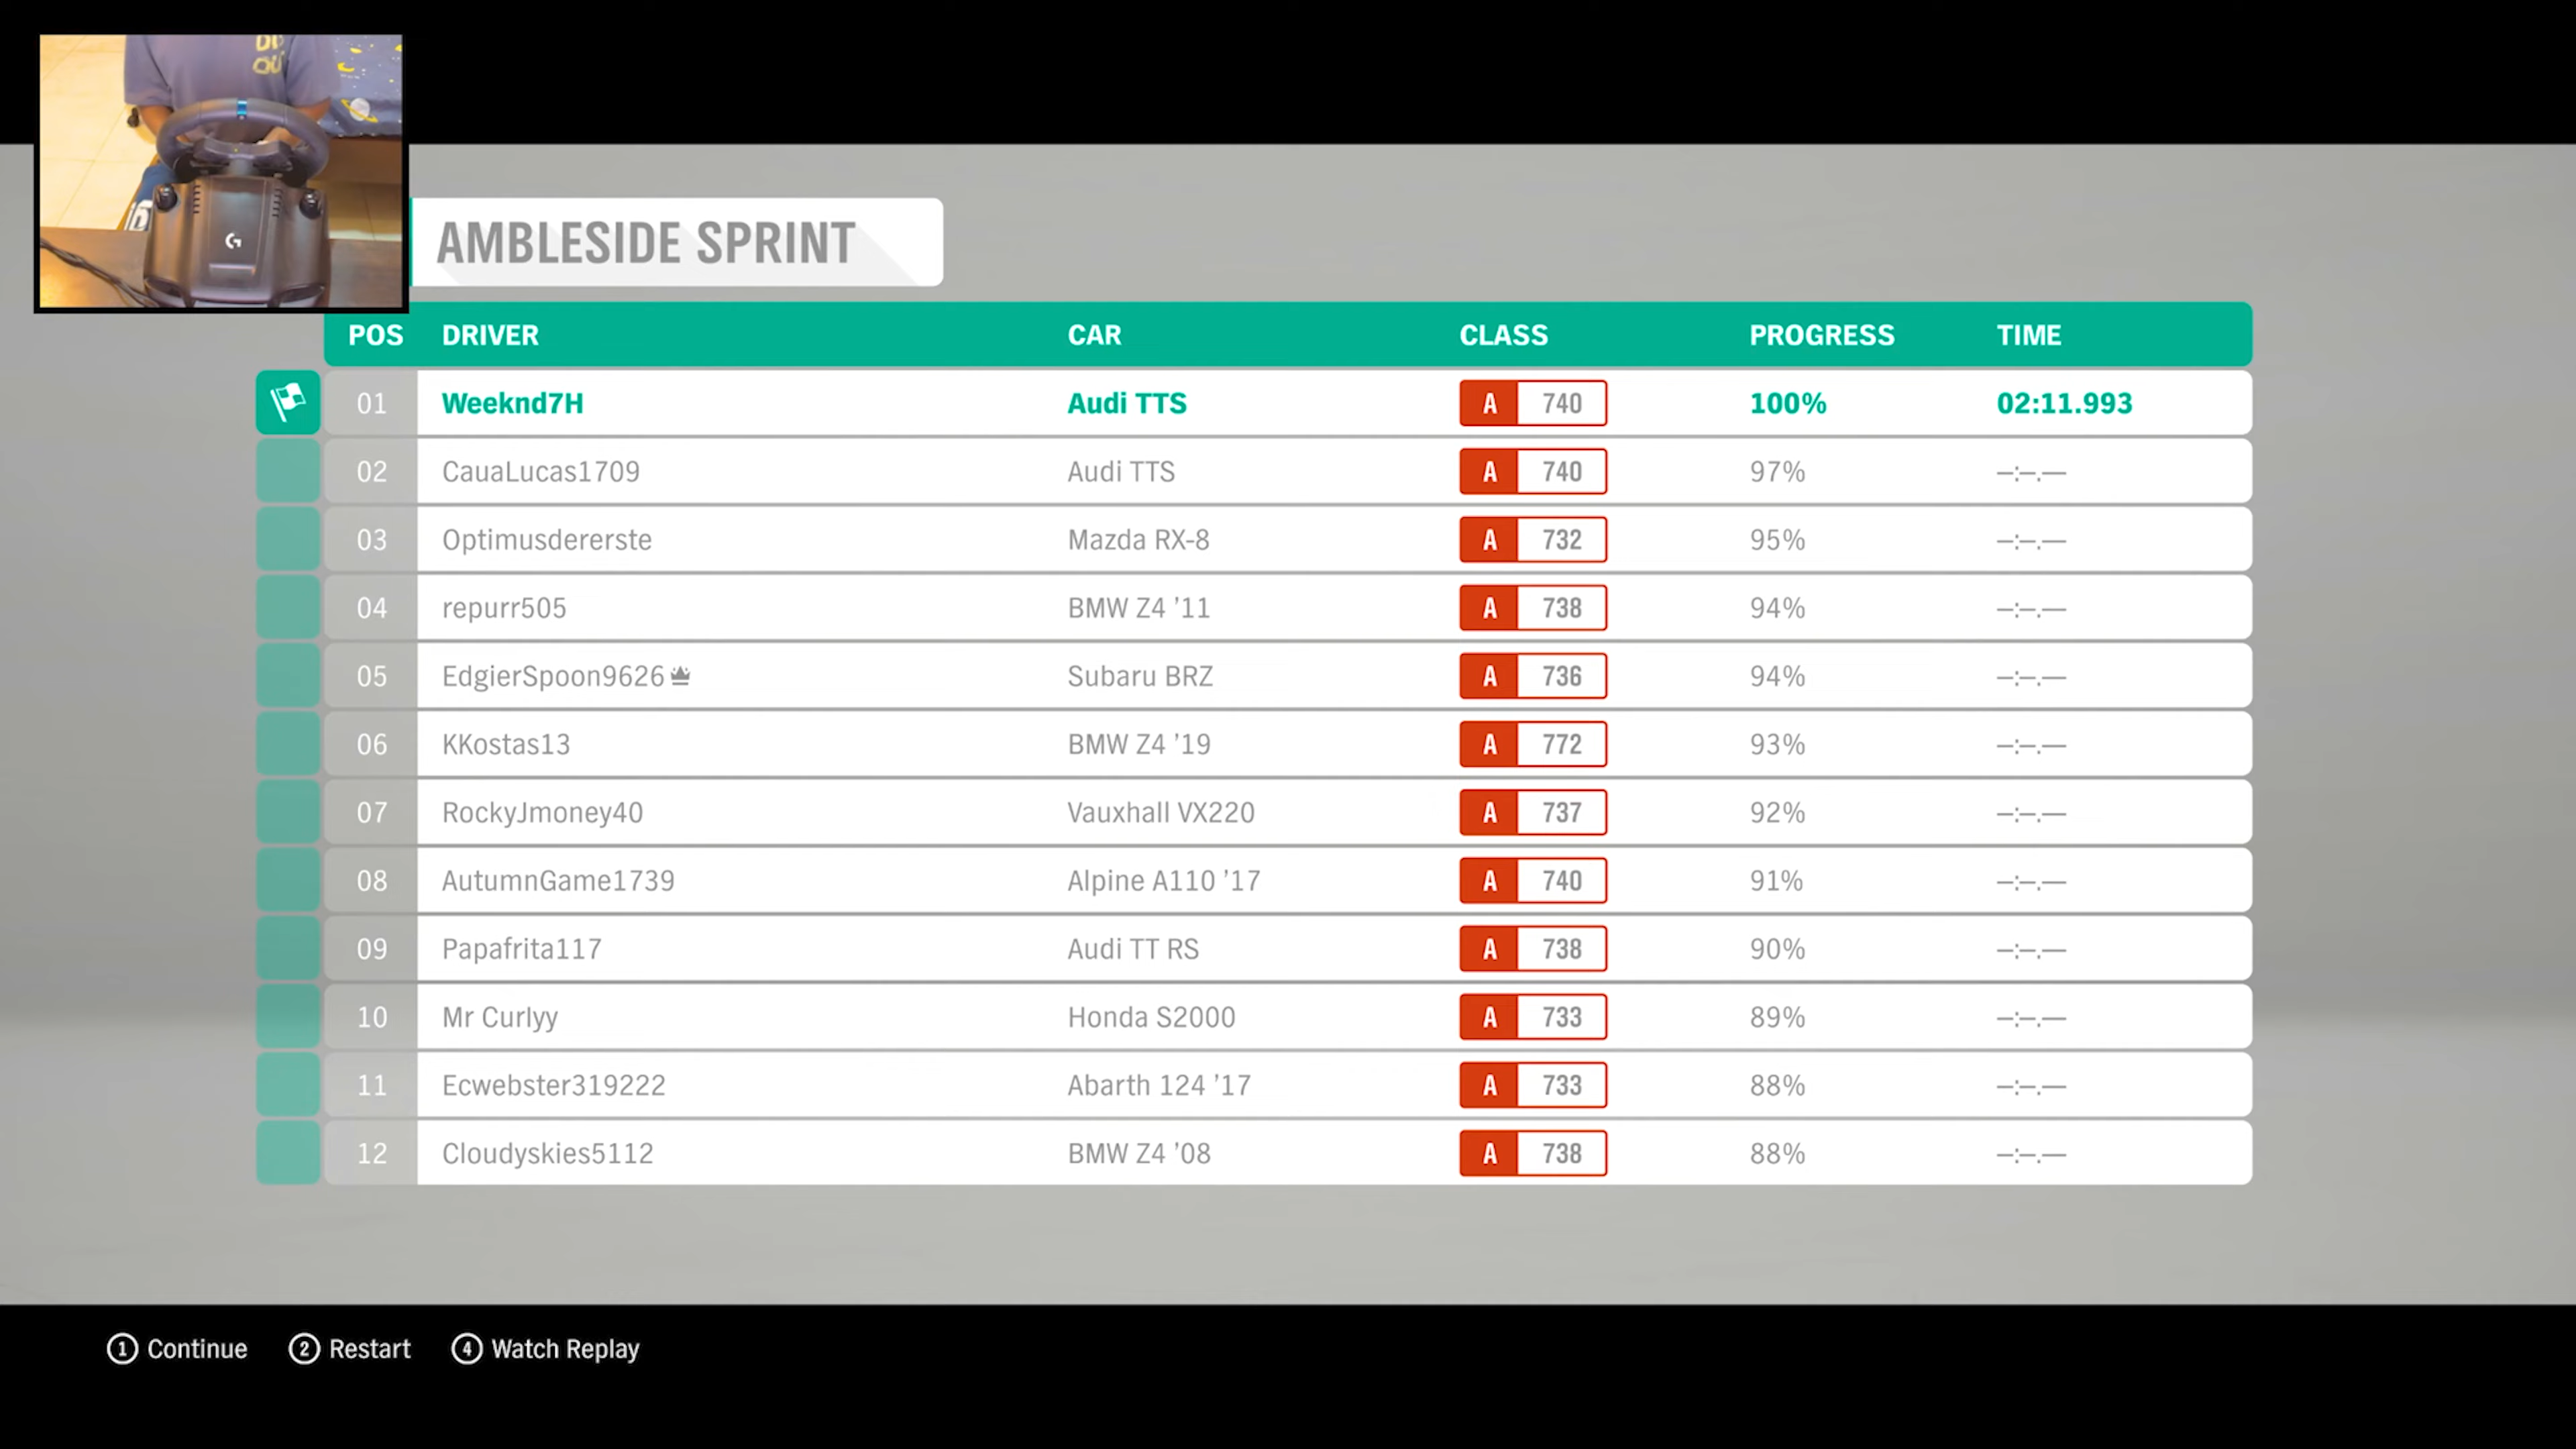 AMBLESIDE SPRINT
POS DRIVER CAR CLASS PROGRESS TIME
01 Weeknd7H Audi TTS A 740 100% 02:11.993
02 CauaLucas1709 Audi TTS A 740 97% --:--.---
03 Optimusdererste Mazda RX-8 A 732 95% --:--.---
04 repurr505 BMW Z4 ’11 A 738 94% --:--.---
05 EdgierSpoon9626 Subaru BRZ A 736 94% --:--.---
06 KKostas13 BMW Z4 ’19 A 772 93% --:--.---
07 RockyJmoney40 Vauxhall VX220 A 737 92% --:--.---
08 AutumnGame1739 Alpine A110 ’17 A 740 91% --:--.---
09 Papafrita117 Audi TT RS A 738 90% --:--.---
10 Mr Curlyy Honda S2000 A 733 89% --:--.---
11 Ecwebster319222 Abarth 124 ’17 A 733 88% --:--.---
12 Cloudyskies5112 BMW Z4 ’08 A 738 88% --:--.---
1 Continue 2 Restart 4 Watch Replay